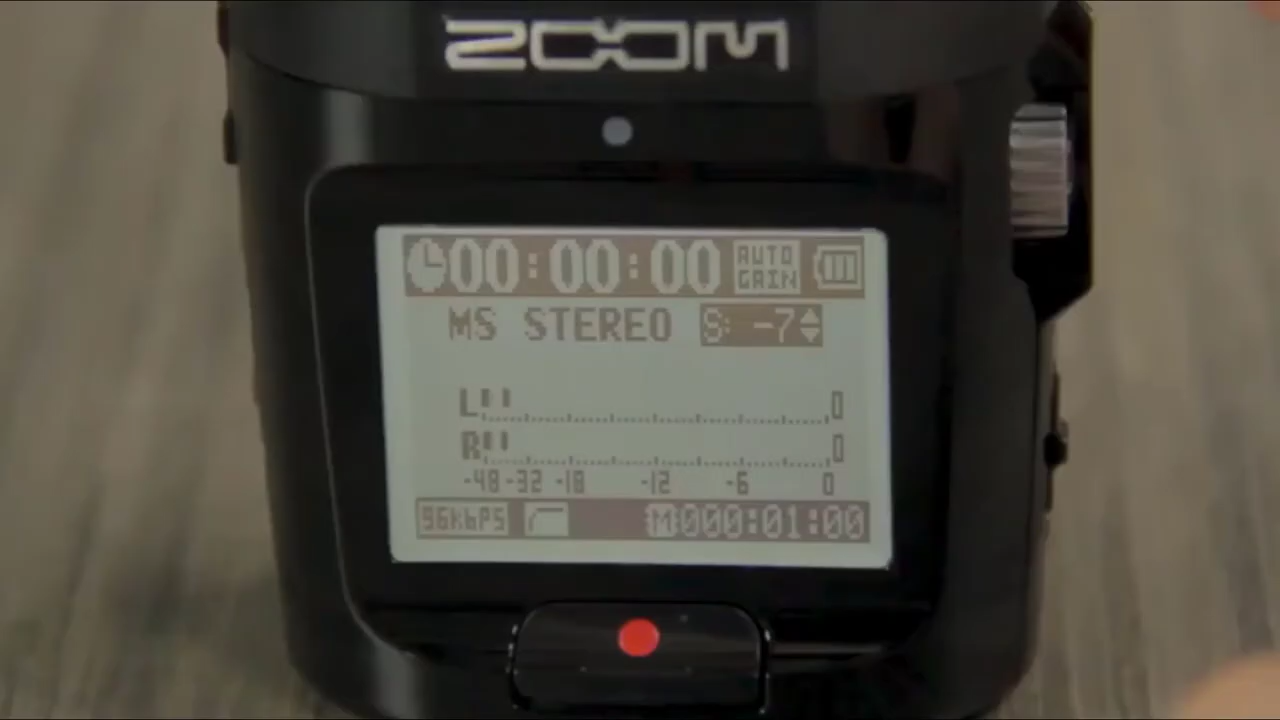 ZOOM
00:00:00 AUTO GAIN
MS STEREO S: -7
L 0
R 0
-48 -32 -18 -12 -6 0
96kbPS M 000:01:00